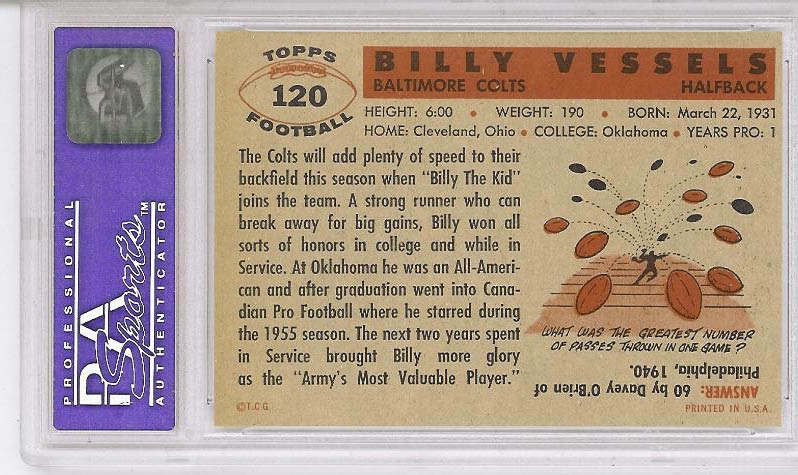 PROFESSIONAL
PSA
Sports™
AUTHENTICATOR
TOPPS
120
FOOTBALL
BILLY VESSELS
BALTIMORE COLTS HALFBACK
HEIGHT: 6:00 • WEIGHT: 190 • BORN: March 22, 1931
HOME: Cleveland, Ohio • COLLEGE: Oklahoma • YEARS PRO: 1
The Colts will add plenty of speed to their
backfield this season when "Billy The Kid"
joins the team. A strong runner who can
break away for big gains, Billy won all
sorts of honors in college and while in
Service. At Oklahoma he was an All-Ameri-
can and after graduation went into Cana-
dian Pro Football where he starred during
the 1955 season. The next two years spent
in Service brought Billy more glory
as the "Army's Most Valuable Player."
WHAT WAS THE GREATEST NUMBER
OF PASSES THROWN IN ONE GAME?
ANSWER: 60 by Davey O'Brien of
Philadelphia, 1940.
©T.C.G.
PRINTED IN U.S.A.